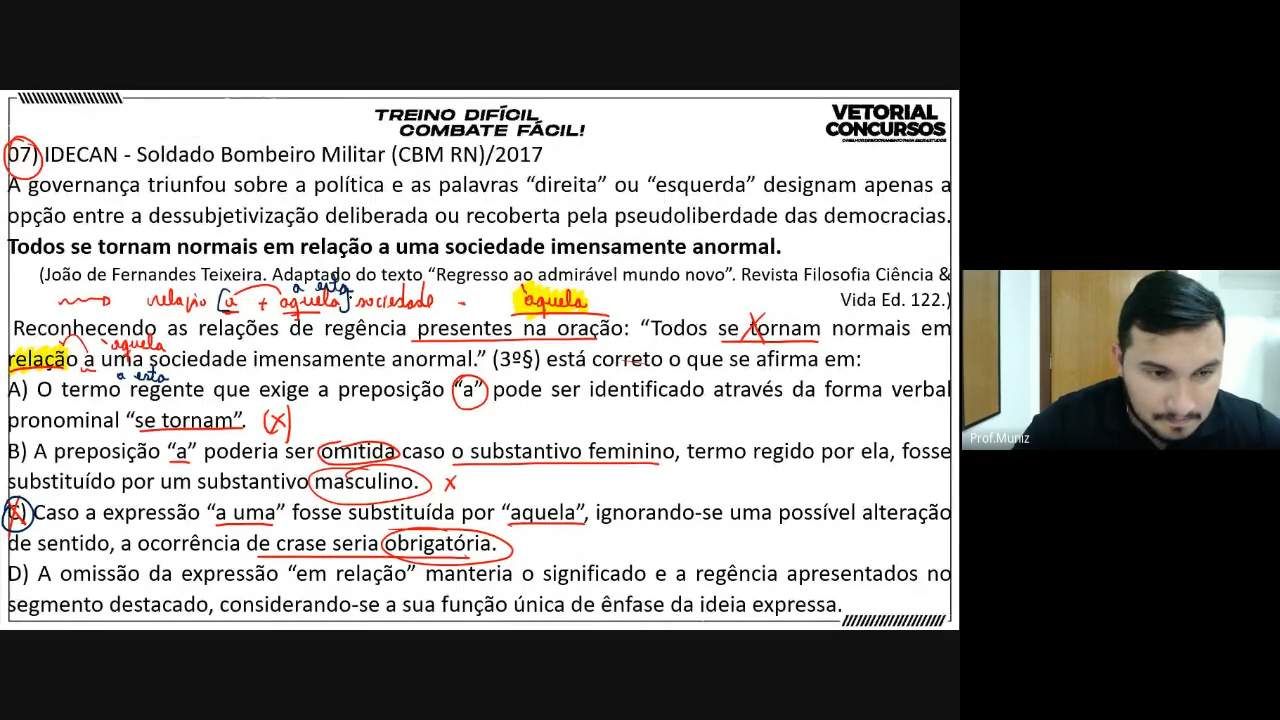 TREINO DIFÍCIL
COMBATE FÁCIL!
VETORIAL
CONCURSOS
07) IDECAN - Soldado Bombeiro Militar (CBM RN)/2017
A governança triunfou sobre a política e as palavras “direita” ou “esquerda” designam apenas a
opção entre a dessubjetivização deliberada ou recoberta pela pseudoliberdade das democracias.
Todos se tornam normais em relação a uma sociedade imensamente anormal.
(João de Fernandes Teixeira. Adaptado do texto “Regresso ao admirável mundo novo”. Revista Filosofia Ciência &
a esta
relação [a + aquela] sociedade - àquela
Vida Ed. 122.)
Reconhecendo as relações de regência presentes na oração: “Todos se tornam normais em
àquela
relação a uma sociedade imensamente anormal.” (3º§) está correto o que se afirma em:
a esta
A) O termo regente que exige a preposição “a” pode ser identificado através da forma verbal
pronominal “se tornam”. (X)
B) A preposição “a” poderia ser omitida caso o substantivo feminino, termo regido por ela, fosse
substituído por um substantivo masculino. x
C) Caso a expressão “a uma” fosse substituída por “aquela”, ignorando-se uma possível alteração
de sentido, a ocorrência de crase seria obrigatória.
D) A omissão da expressão “em relação” manteria o significado e a regência apresentados no
segmento destacado, considerando-se a sua função única de ênfase da ideia expressa.
Prof.Muniz